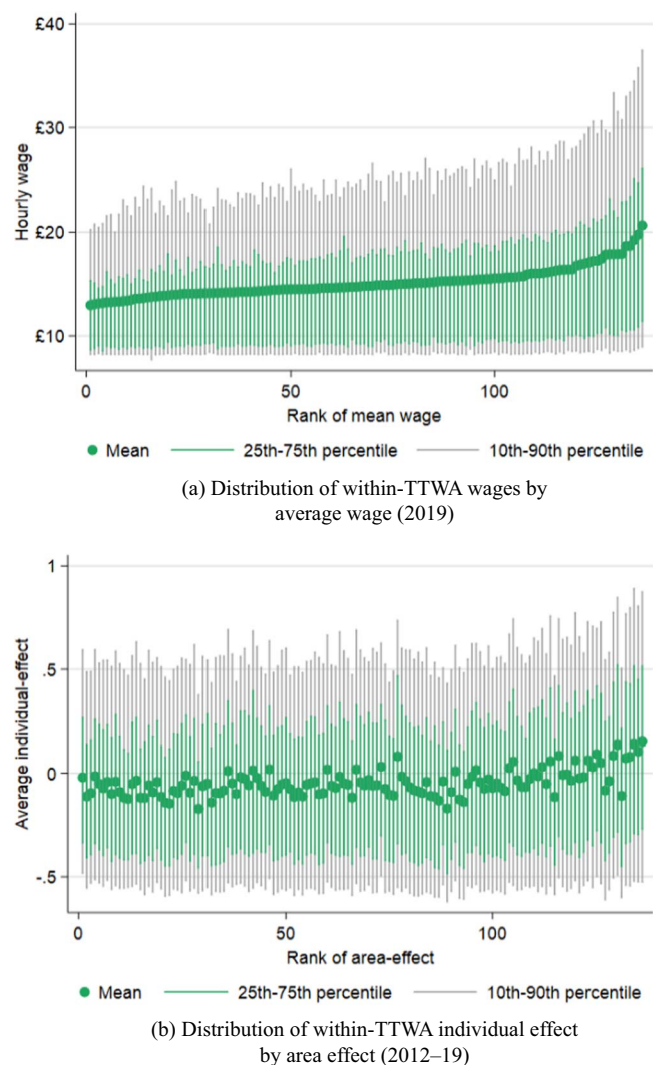 £40
£30
£20
£10
Hourly wage
0 50 100
Rank of mean wage
Mean 25th-75th percentile 10th-90th percentile
(a) Distribution of within-TTWA wages by
average wage (2019)
1
.5
0
-.5
Average individual-effect
0 50 100
Rank of area-effect
Mean 25th-75th percentile 10th-90th percentile
(b) Distribution of within-TTWA individual effect
by area effect (2012–19)